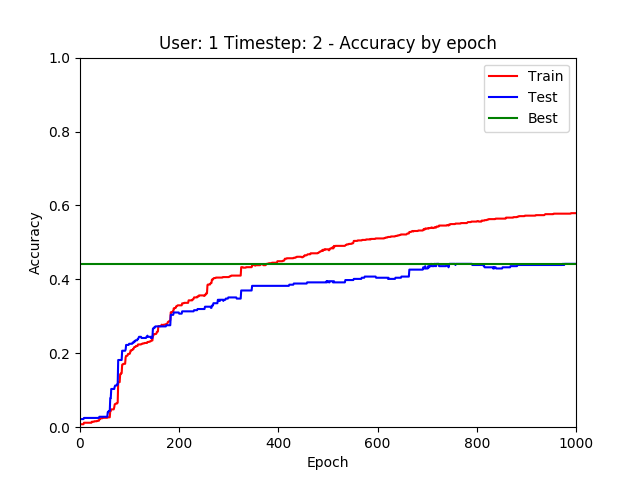 User: 1 Timestep: 2 - Accuracy by epoch
1.0
0.8
0.6
0.4
0.2
0.0
Accuracy
Train
Test
Best
0 200 400 600 800 1000
Epoch